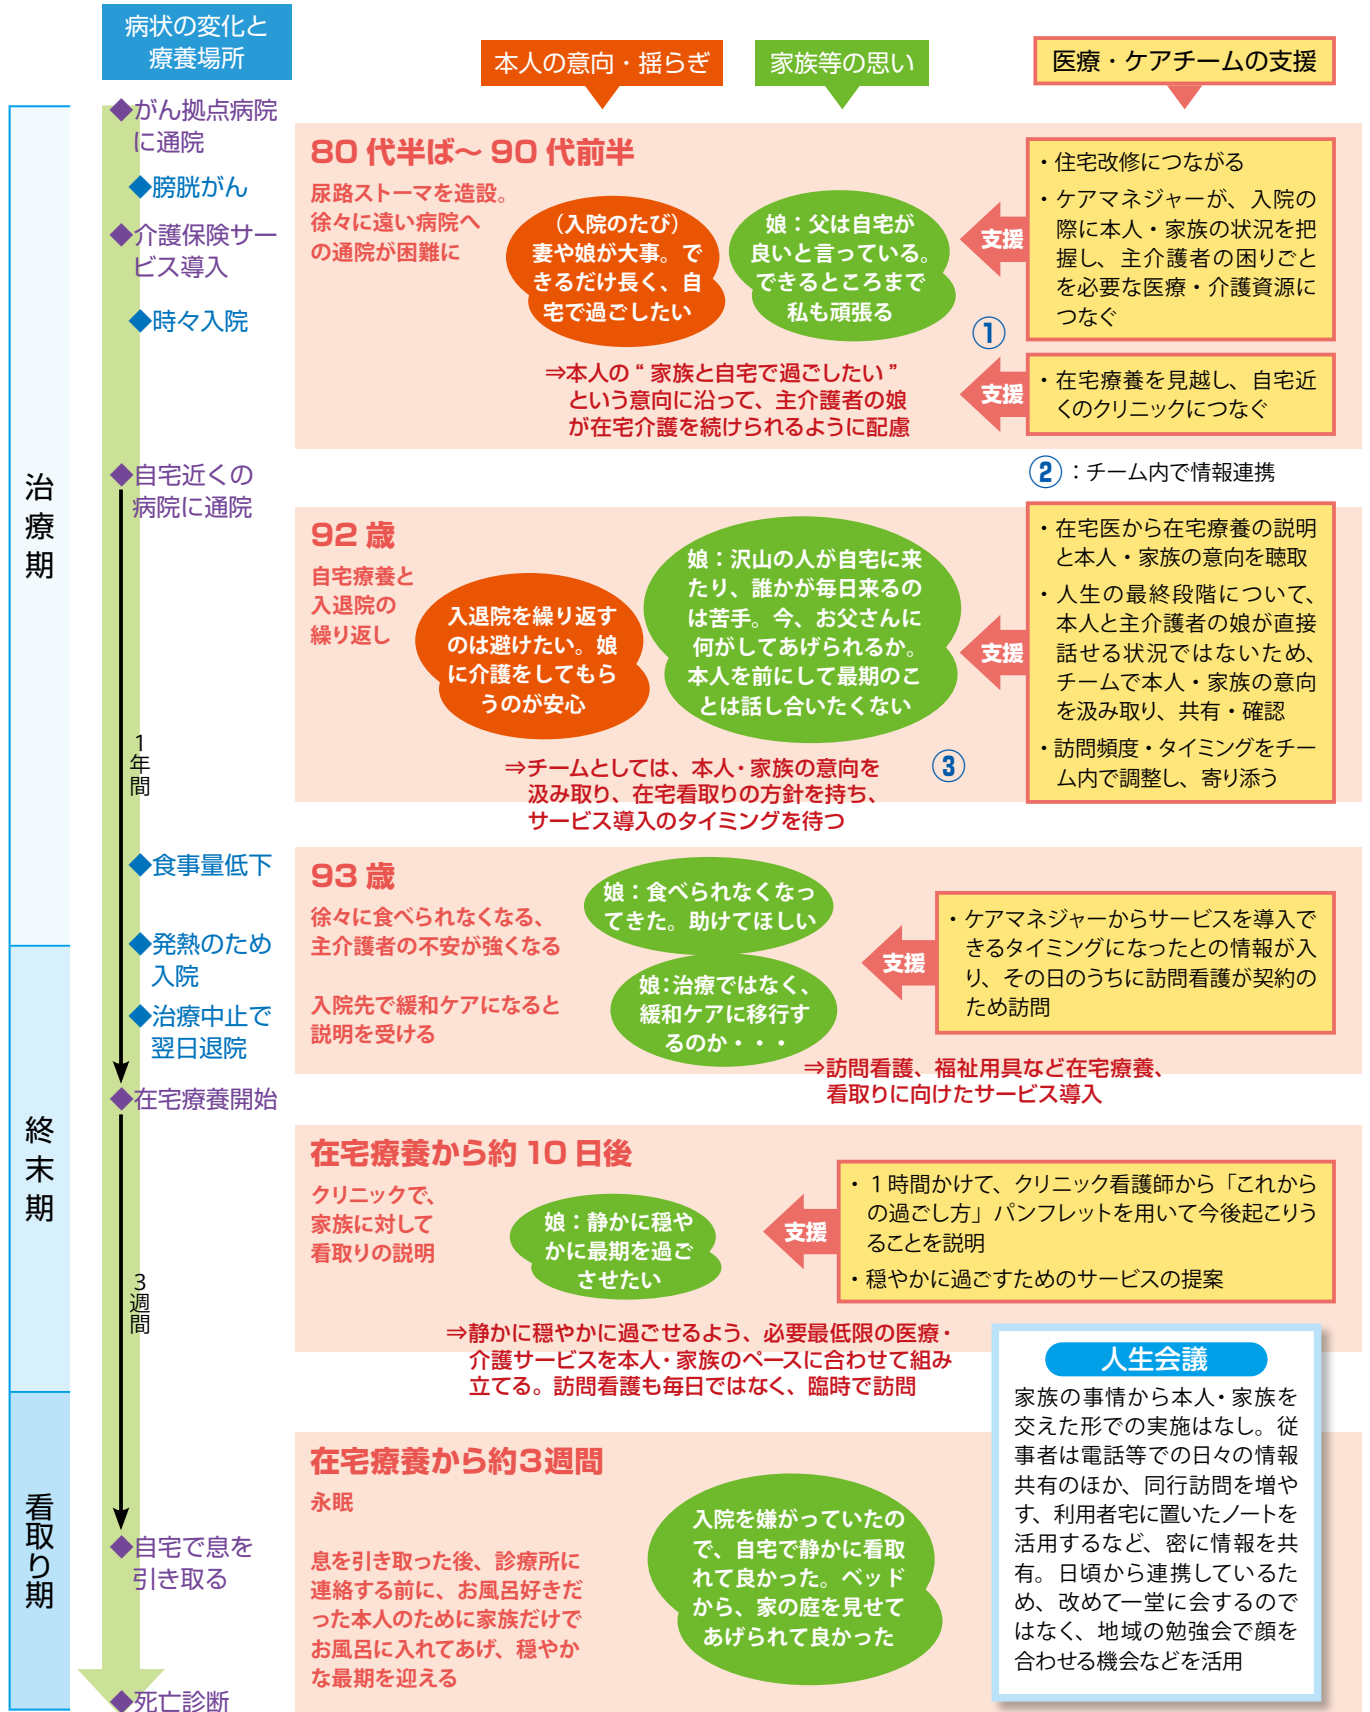 病状の変化と
療養場所
本人の意向・揺らぎ
家族等の思い
医療・ケアチームの支援
治療期
終末期
看取り期
◆がん拠点病院
に通院
◆膀胱がん
◆介護保険サー
ビス導入
◆時々入院
◆自宅近くの
病院に通院
1年間
◆食事量低下
◆発熱のため
入院
◆治療中止で
翌日退院
◆在宅療養開始
3週間
◆自宅で息を
引き取る
◆死亡診断
80代半ば〜90代前半
尿路ストーマを造設。
徐々に遠い病院へ
の通院が困難に
（入院のたび）
妻や娘が大事。で
きるだけ長く、自
宅で過ごしたい
娘：父は自宅が
良いと言っている。
できるところまで
私も頑張る
支援
・住宅改修につながる
・ケアマネジャーが、入院の
際に本人・家族の状況を把
握し、主介護者の困りごと
を必要な医療・介護資源に
つなぐ
①
⇒本人の“家族と自宅で過ごしたい”
という意向に沿って、主介護者の娘
が在宅介護を続けられるように配慮
支援
・在宅療養を見越し、自宅近
くのクリニックにつなぐ
②：チーム内で情報連携
92歳
自宅療養と
入退院の
繰り返し
入退院を繰り返す
のは避けたい。娘
に介護をしてもら
うのが安心
娘：沢山の人が自宅に来
たり、誰かが毎日来るの
は苦手。今、お父さんに
何がしてあげられるか。
本人を前にして最期のこ
とは話し合いたくない
支援
・在宅医から在宅療養の説明
と本人・家族の意向を聴取
・人生の最終段階について、
本人と主介護者の娘が直接
話せる状況ではないため、
チームで本人・家族の意向
を汲み取り、共有・確認
・訪問頻度・タイミングをチー
ム内で調整し、寄り添う
③
⇒チームとしては、本人・家族の意向を
汲み取り、在宅看取りの方針を持ち、
サービス導入のタイミングを待つ
93歳
徐々に食べられなくなる、
主介護者の不安が強くなる
入院先で緩和ケアになると
説明を受ける
娘：食べられなくなっ
てきた。助けてほしい
娘：治療ではなく、
緩和ケアに移行す
るのか・・・
支援
・ケアマネジャーからサービスを導入で
きるタイミングになったとの情報が入
り、その日のうちに訪問看護が契約の
ため訪問
⇒訪問看護、福祉用具など在宅療養、
看取りに向けたサービス導入
在宅療養から約10日後
クリニックで、
家族に対して
看取りの説明
娘：静かに穏や
かに最期を過ご
させたい
支援
・１時間かけて、クリニック看護師から「これから
の過ごし方」パンフレットを用いて今後起こりう
ることを説明
・穏やかに過ごすためのサービスの提案
⇒静かに穏やかに過ごせるよう、必要最低限の医療・
介護サービスを本人・家族のペースに合わせて組み
立てる。訪問看護も毎日ではなく、臨時で訪問
在宅療養から約3週間
永眠
息を引き取った後、診療所に
連絡する前に、お風呂好きだ
った本人のために家族だけで
お風呂に入れてあげ、穏やか
な最期を迎える
入院を嫌がっていたの
で、自宅で静かに看取
れて良かった。ベッド
から、家の庭を見せて
あげられて良かった
人生会議
家族の事情から本人・家族を
交えた形での実施はなし。従
事者は電話等での日々の情報
共有のほか、同行訪問を増や
す、利用者宅に置いたノートを
活用するなど、密に情報を共
有。日頃から連携しているた
め、改めて一堂に会するので
はなく、地域の勉強会で顔を
合わせる機会などを活用